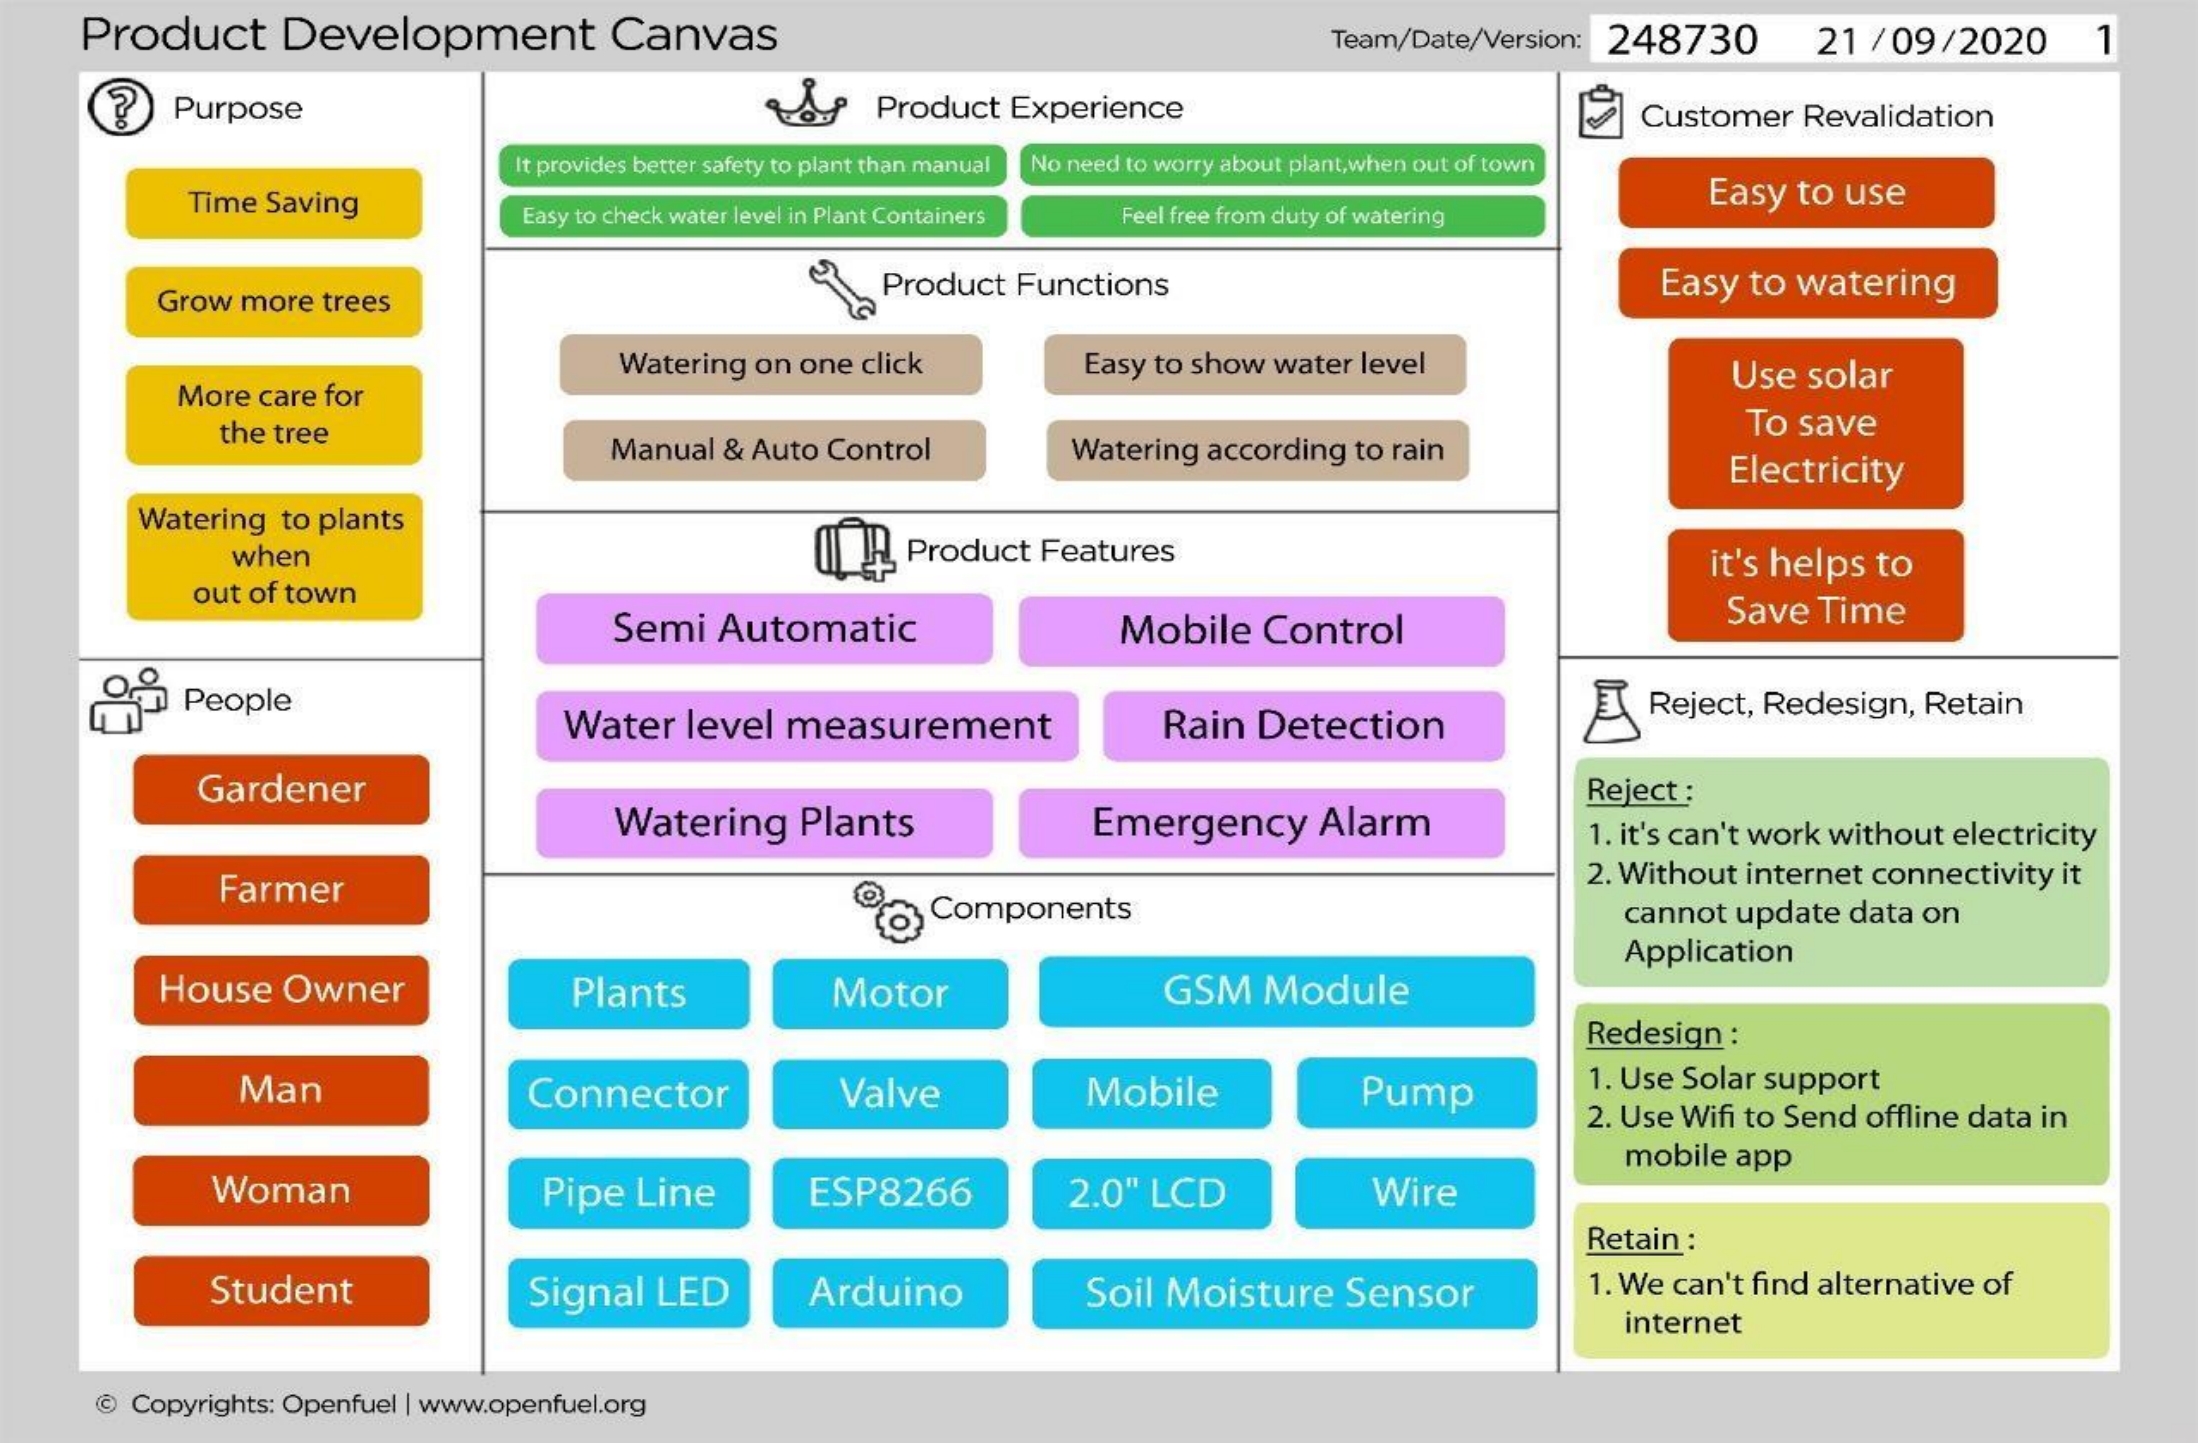 Product Development Canvas
Team/Date/Version: 248730 21 / 09 / 2020 1
Purpose
Time Saving
Grow more trees
More care for
the tree
Watering to plants
when
out of town
People
Gardener
Farmer
House Owner
Man
Woman
Student
Product Experience
It provides better safety to plant than manual
No need to worry about plant,when out of town
Easy to check water level in Plant Containers
Feel free from duty of watering
Product Functions
Watering on one click
Easy to show water level
Manual & Auto Control
Watering according to rain
Product Features
Semi Automatic
Mobile Control
Water level measurement
Rain Detection
Watering Plants
Emergency Alarm
Components
Plants
Motor
GSM Module
Connector
Valve
Mobile
Pump
Pipe Line
ESP8266
2.0" LCD
Wire
Signal LED
Arduino
Soil Moisture Sensor
Customer Revalidation
Easy to use
Easy to watering
Use solar
To save
Electricity
it's helps to
Save Time
Reject, Redesign, Retain
Reject :
1. it's can't work without electricity
2. Without internet connectivity it
cannot update data on
Application
Redesign :
1. Use Solar support
2. Use Wifi to Send offline data in
mobile app
Retain :
1. We can't find alternative of
internet
© Copyrights: Openfuel | www.openfuel.org